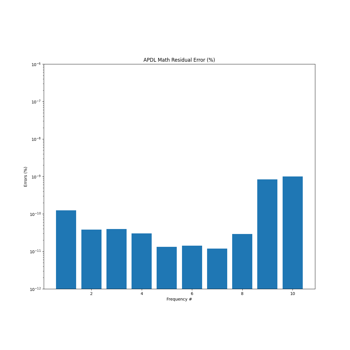 APDL Math Residual Error (%)
10⁻⁶
10⁻⁷
10⁻⁸
10⁻⁹
10⁻¹⁰
10⁻¹¹
10⁻¹²
Errors (%)
2 4 6 8 10
Frequency #